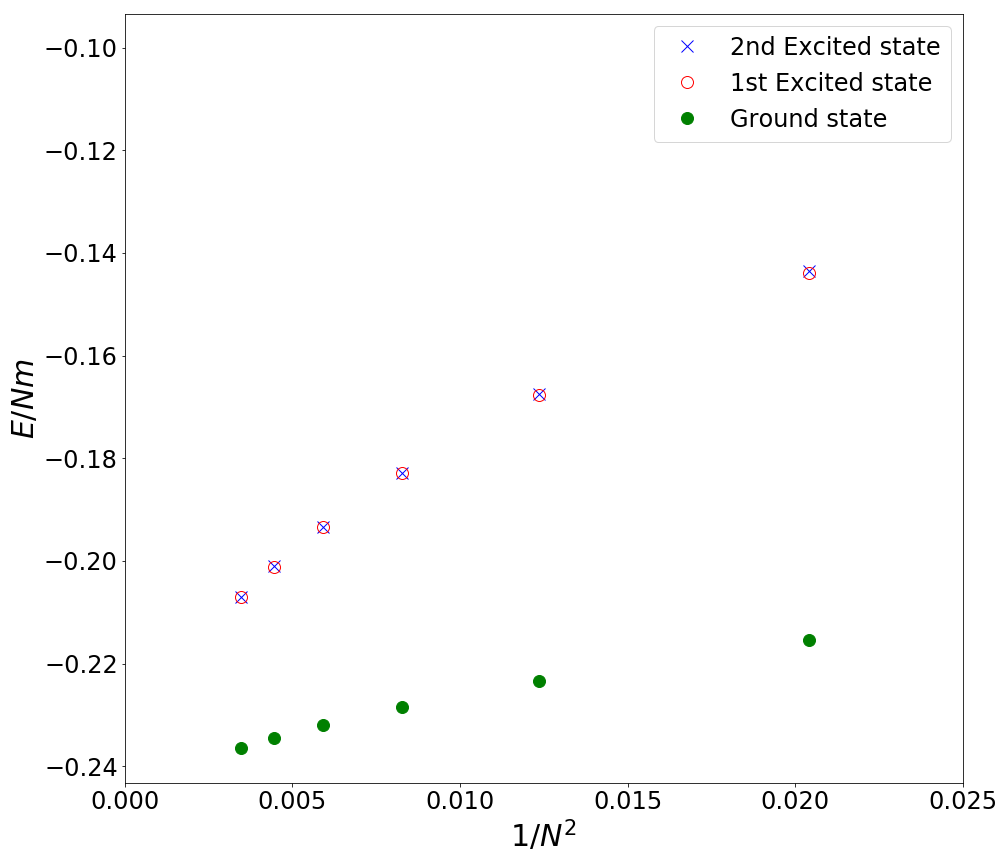 2nd Excited state
1st Excited state
Ground state
−0.10
−0.12
−0.14
−0.16
−0.18
−0.20
−0.22
−0.24
E/Nm
0.000 0.005 0.010 0.015 0.020 0.025
1/N²